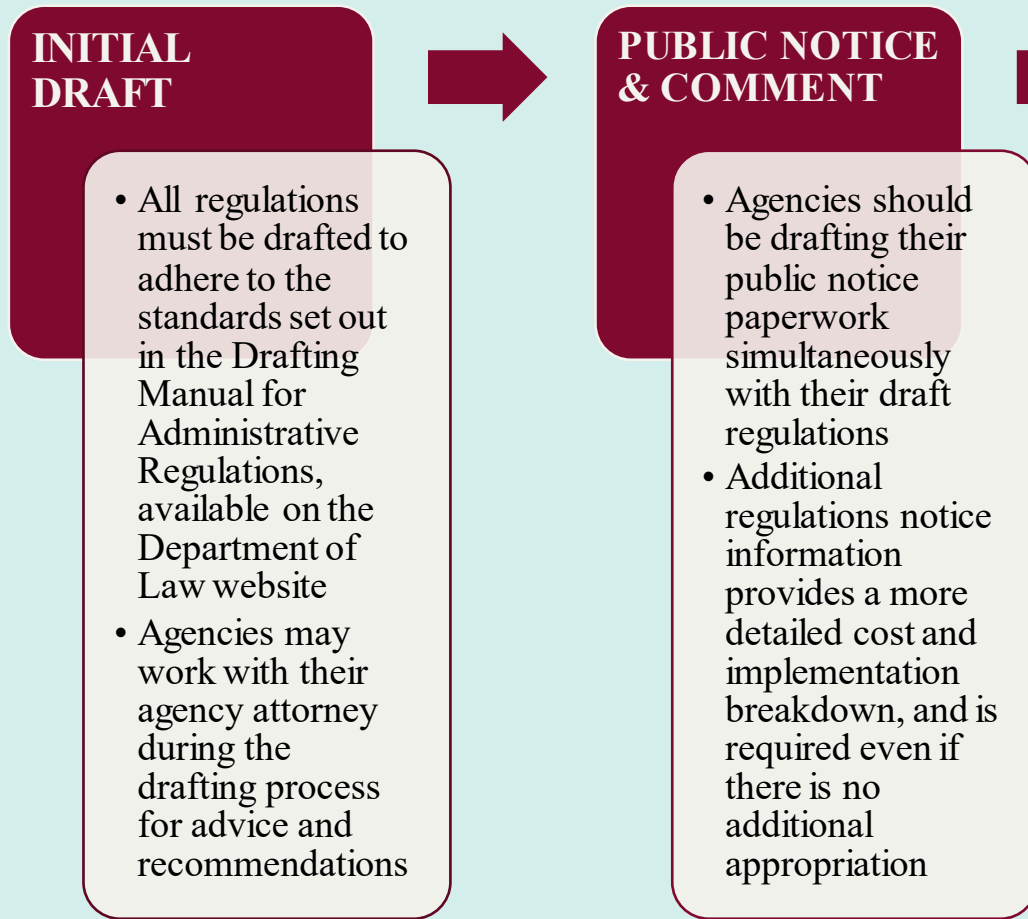 INITIAL
DRAFT
• All regulations
must be drafted to
adhere to the
standards set out
in the Drafting
Manual for
Administrative
Regulations,
available on the
Department of
Law website
• Agencies may
work with their
agency attorney
during the
drafting process
for advice and
recommendations
PUBLIC NOTICE
& COMMENT
• Agencies should
be drafting their
public notice
paperwork
simultaneously
with their draft
regulations
• Additional
regulations notice
information
provides a more
detailed cost and
implementation
breakdown, and is
required even if
there is no
additional
appropriation